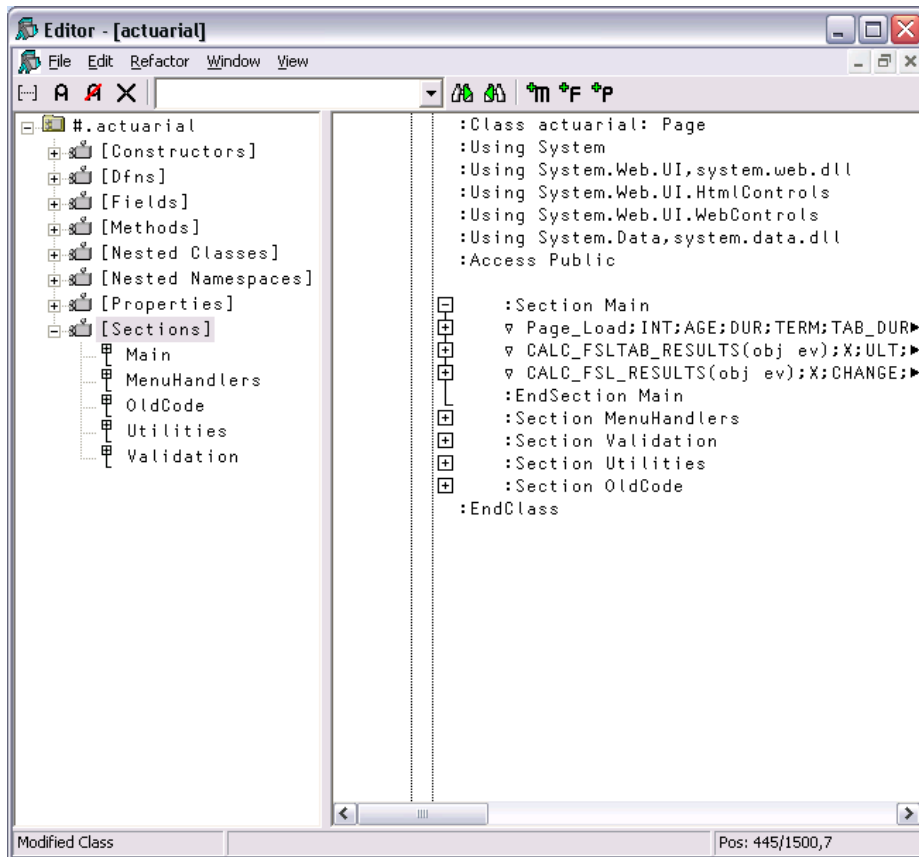 Editor - [actuarial]
File Edit Refactor Window View
A A m F P
#.actuarial
[Constructors]
[Dfns]
[Fields]
[Methods]
[Nested Classes]
[Nested Namespaces]
[Properties]
[Sections]
Main
MenuHandlers
OldCode
Utilities
Validation
:Class actuarial: Page
:Using System
:Using System.Web.UI,system.web.dll
:Using System.Web.UI.HtmlControls
:Using System.Web.UI.WebControls
:Using System.Data,system.data.dll
:Access Public
:Section Main
∇ Page_Load;INT;AGE;DUR;TERM;TAB_DUR
∇ CALC_FSLTAB_RESULTS(obj ev);X;ULT;
∇ CALC_FSL_RESULTS(obj ev);X;CHANGE;
:EndSection Main
:Section MenuHandlers
:Section Validation
:Section Utilities
:Section OldCode
:EndClass
Modified Class
Pos: 445/1500,7